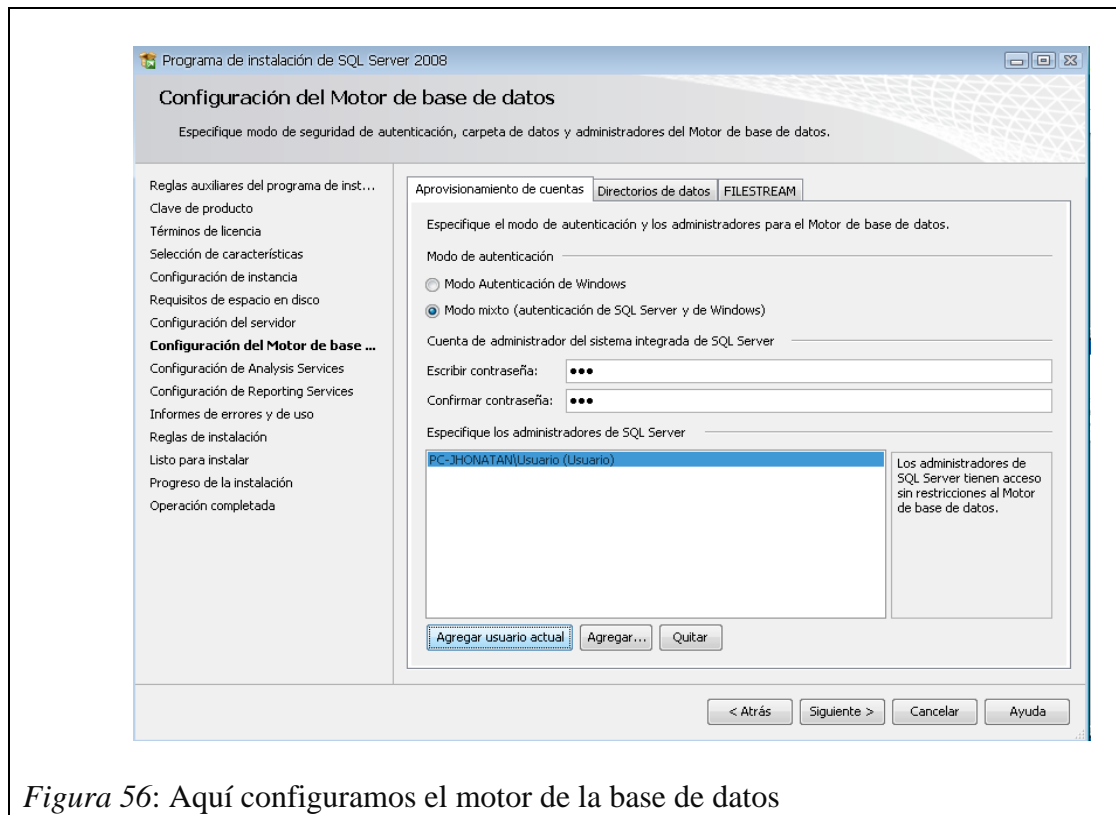 Programa de instalación de SQL Server 2008
Configuración del Motor de base de datos
Especifique modo de seguridad de autenticación, carpeta de datos y administradores del Motor de base de datos.
Reglas auxiliares del programa de inst...
Clave de producto
Términos de licencia
Selección de características
Configuración de instancia
Requisitos de espacio en disco
Configuración del servidor
Configuración del Motor de base ...
Configuración de Analysis Services
Configuración de Reporting Services
Informes de errores y de uso
Reglas de instalación
Listo para instalar
Progreso de la instalación
Operación completada
Aprovisionamiento de cuentas Directorios de datos FILESTREAM
Especifique el modo de autenticación y los administradores para el Motor de base de datos.
Modo de autenticación
Modo Autenticación de Windows
Modo mixto (autenticación de SQL Server y de Windows)
Cuenta de administrador del sistema integrada de SQL Server
Escribir contraseña: ●●●
Confirmar contraseña: ●●●
Especifique los administradores de SQL Server
PC-JHONATAN\Usuario (Usuario)
Los administradores de
SQL Server tienen acceso
sin restricciones al Motor
de base de datos.
Agregar usuario actual Agregar... Quitar
< Atrás Siguiente > Cancelar Ayuda
Figura 56: Aquí configuramos el motor de la base de datos